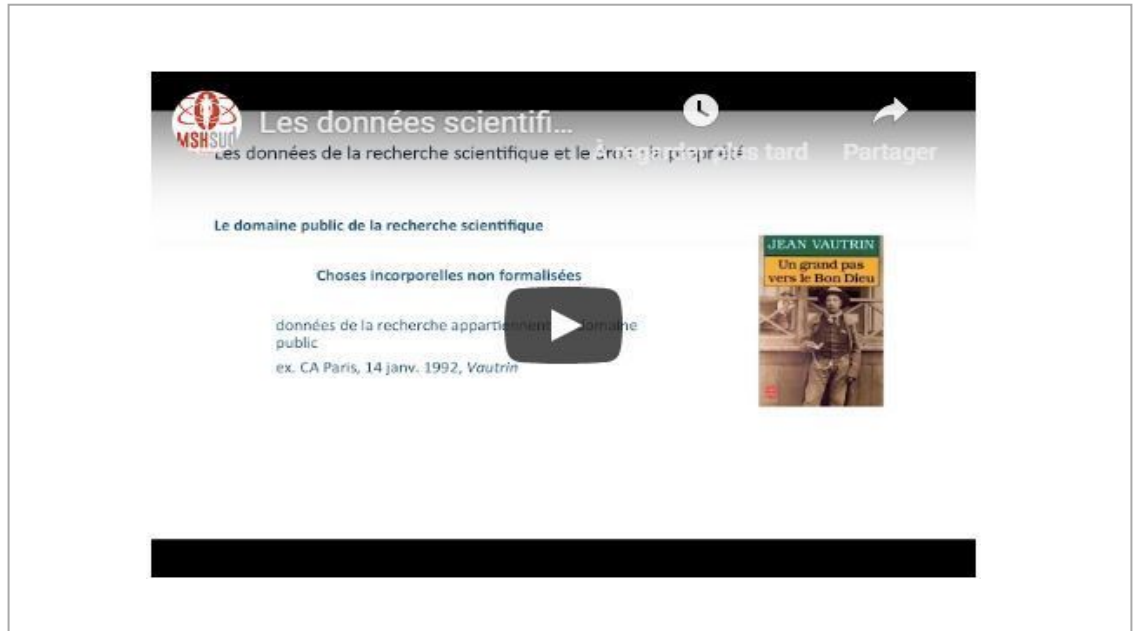 MSHSUD
Les données scientifi...
Les données de la recherche scientifique et le droit de la propriété
À regarder plus tard
Partager
Le domaine public de la recherche scientifique
Choses incorporelles non formalisées
données de la recherche appartiennent domaine
public
ex. CA Paris, 14 janv. 1992, Vautrin
JEAN VAUTRIN
Un grand pas
vers le Bon Dieu